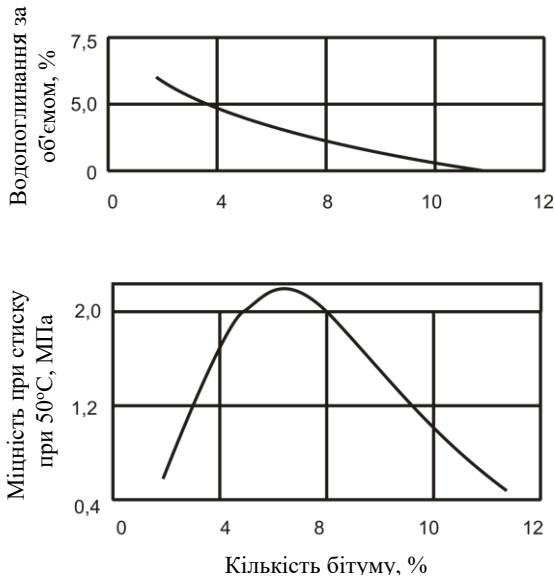 Водопоглинання за
об'ємом, %
7,5
5,0
0
0 4 8 10 12
Міцність при стиску
при 50°С, МПа
2,0
1,2
0,4
0 4 8 10 12
Кількість бітуму, %